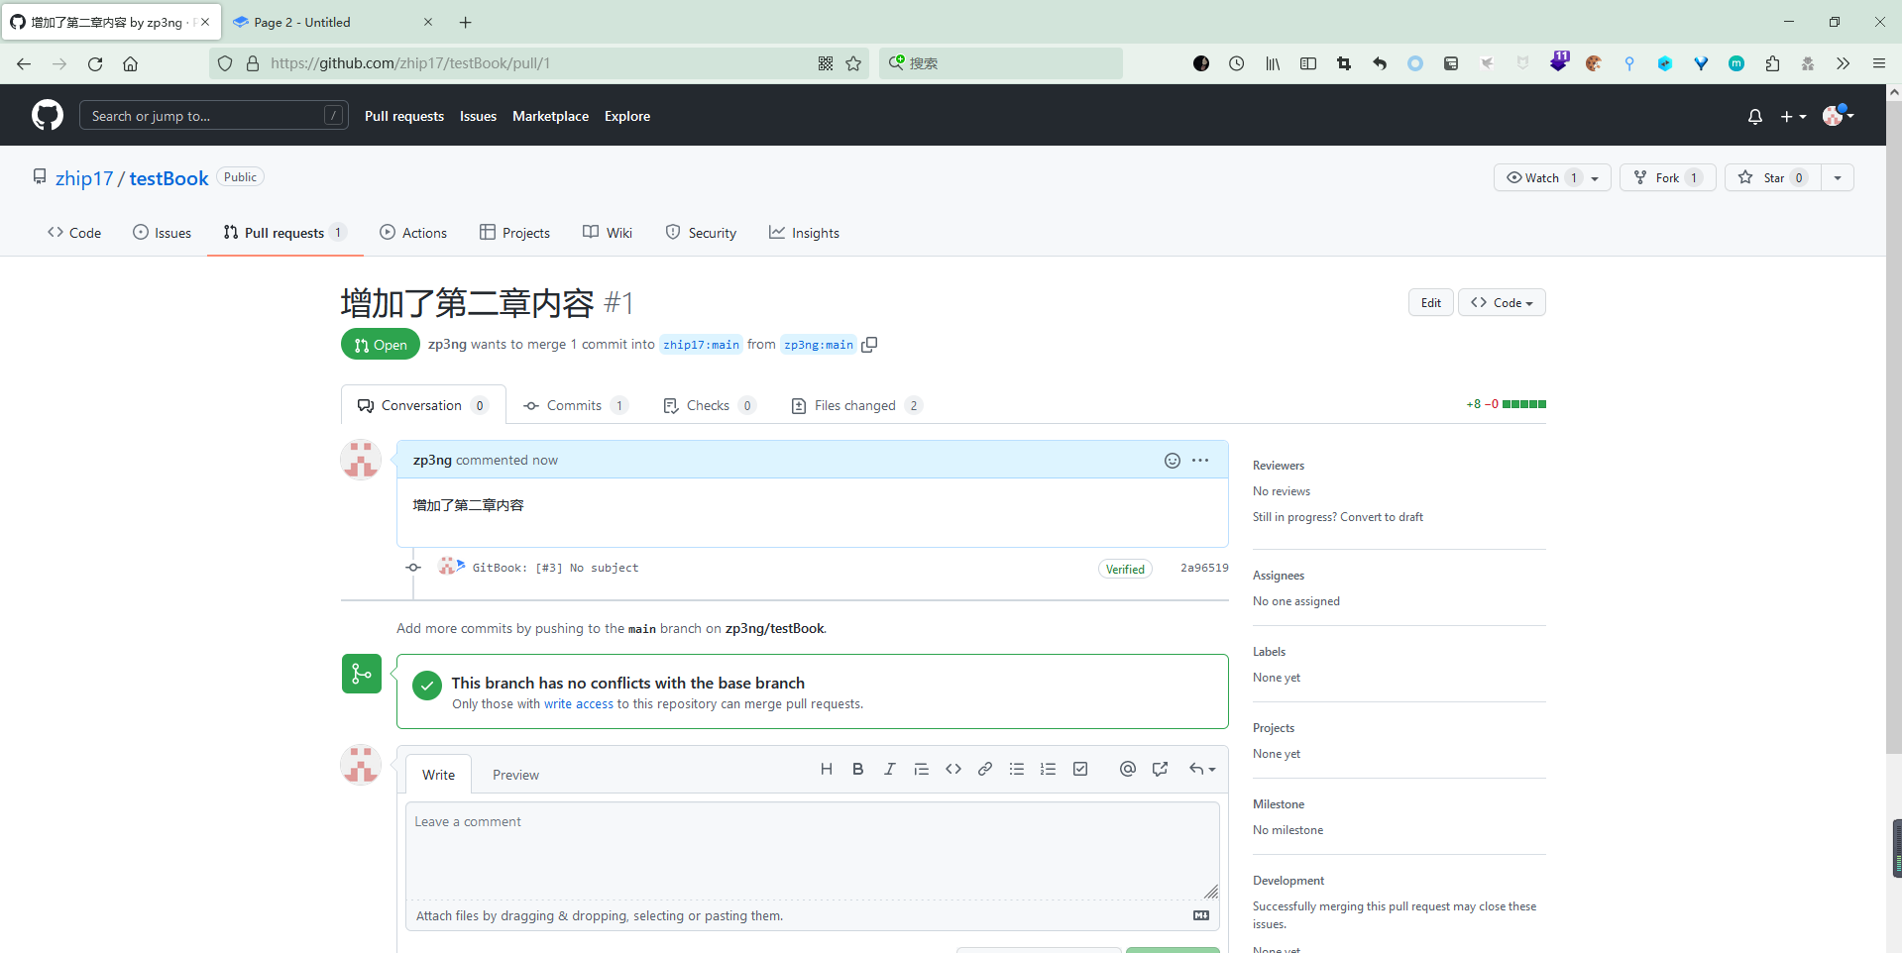 增加了第二章内容 by zp3ng ·
Page 2 - Untitled
https://github.com/zhip17/testBook/pull/1
搜索
11
Search or jump to...
/
Pull requests
Issues
Marketplace
Explore
zhip17 / testBook
Public
Watch 1
Fork 1
Star 0
Code
Issues
Pull requests 1
Actions
Projects
Wiki
Security
Insights
增加了第二章内容 #1
Edit
Code
Open
zp3ng wants to merge 1 commit into zhip17:main from zp3ng:main
Conversation 0
Commits 1
Checks 0
Files changed 2
+8 −0
zp3ng commented now
增加了第二章内容
GitBook: [#3] No subject
Verified
2a96519
Add more commits by pushing to the main branch on zp3ng/testBook.
This branch has no conflicts with the base branch
Only those with write access to this repository can merge pull requests.
Write
Preview
Leave a comment
Attach files by dragging & dropping, selecting or pasting them.
Reviewers
No reviews
Still in progress? Convert to draft
Assignees
No one assigned
Labels
None yet
Projects
None yet
Milestone
No milestone
Development
Successfully merging this pull request may close these
issues.
None yet